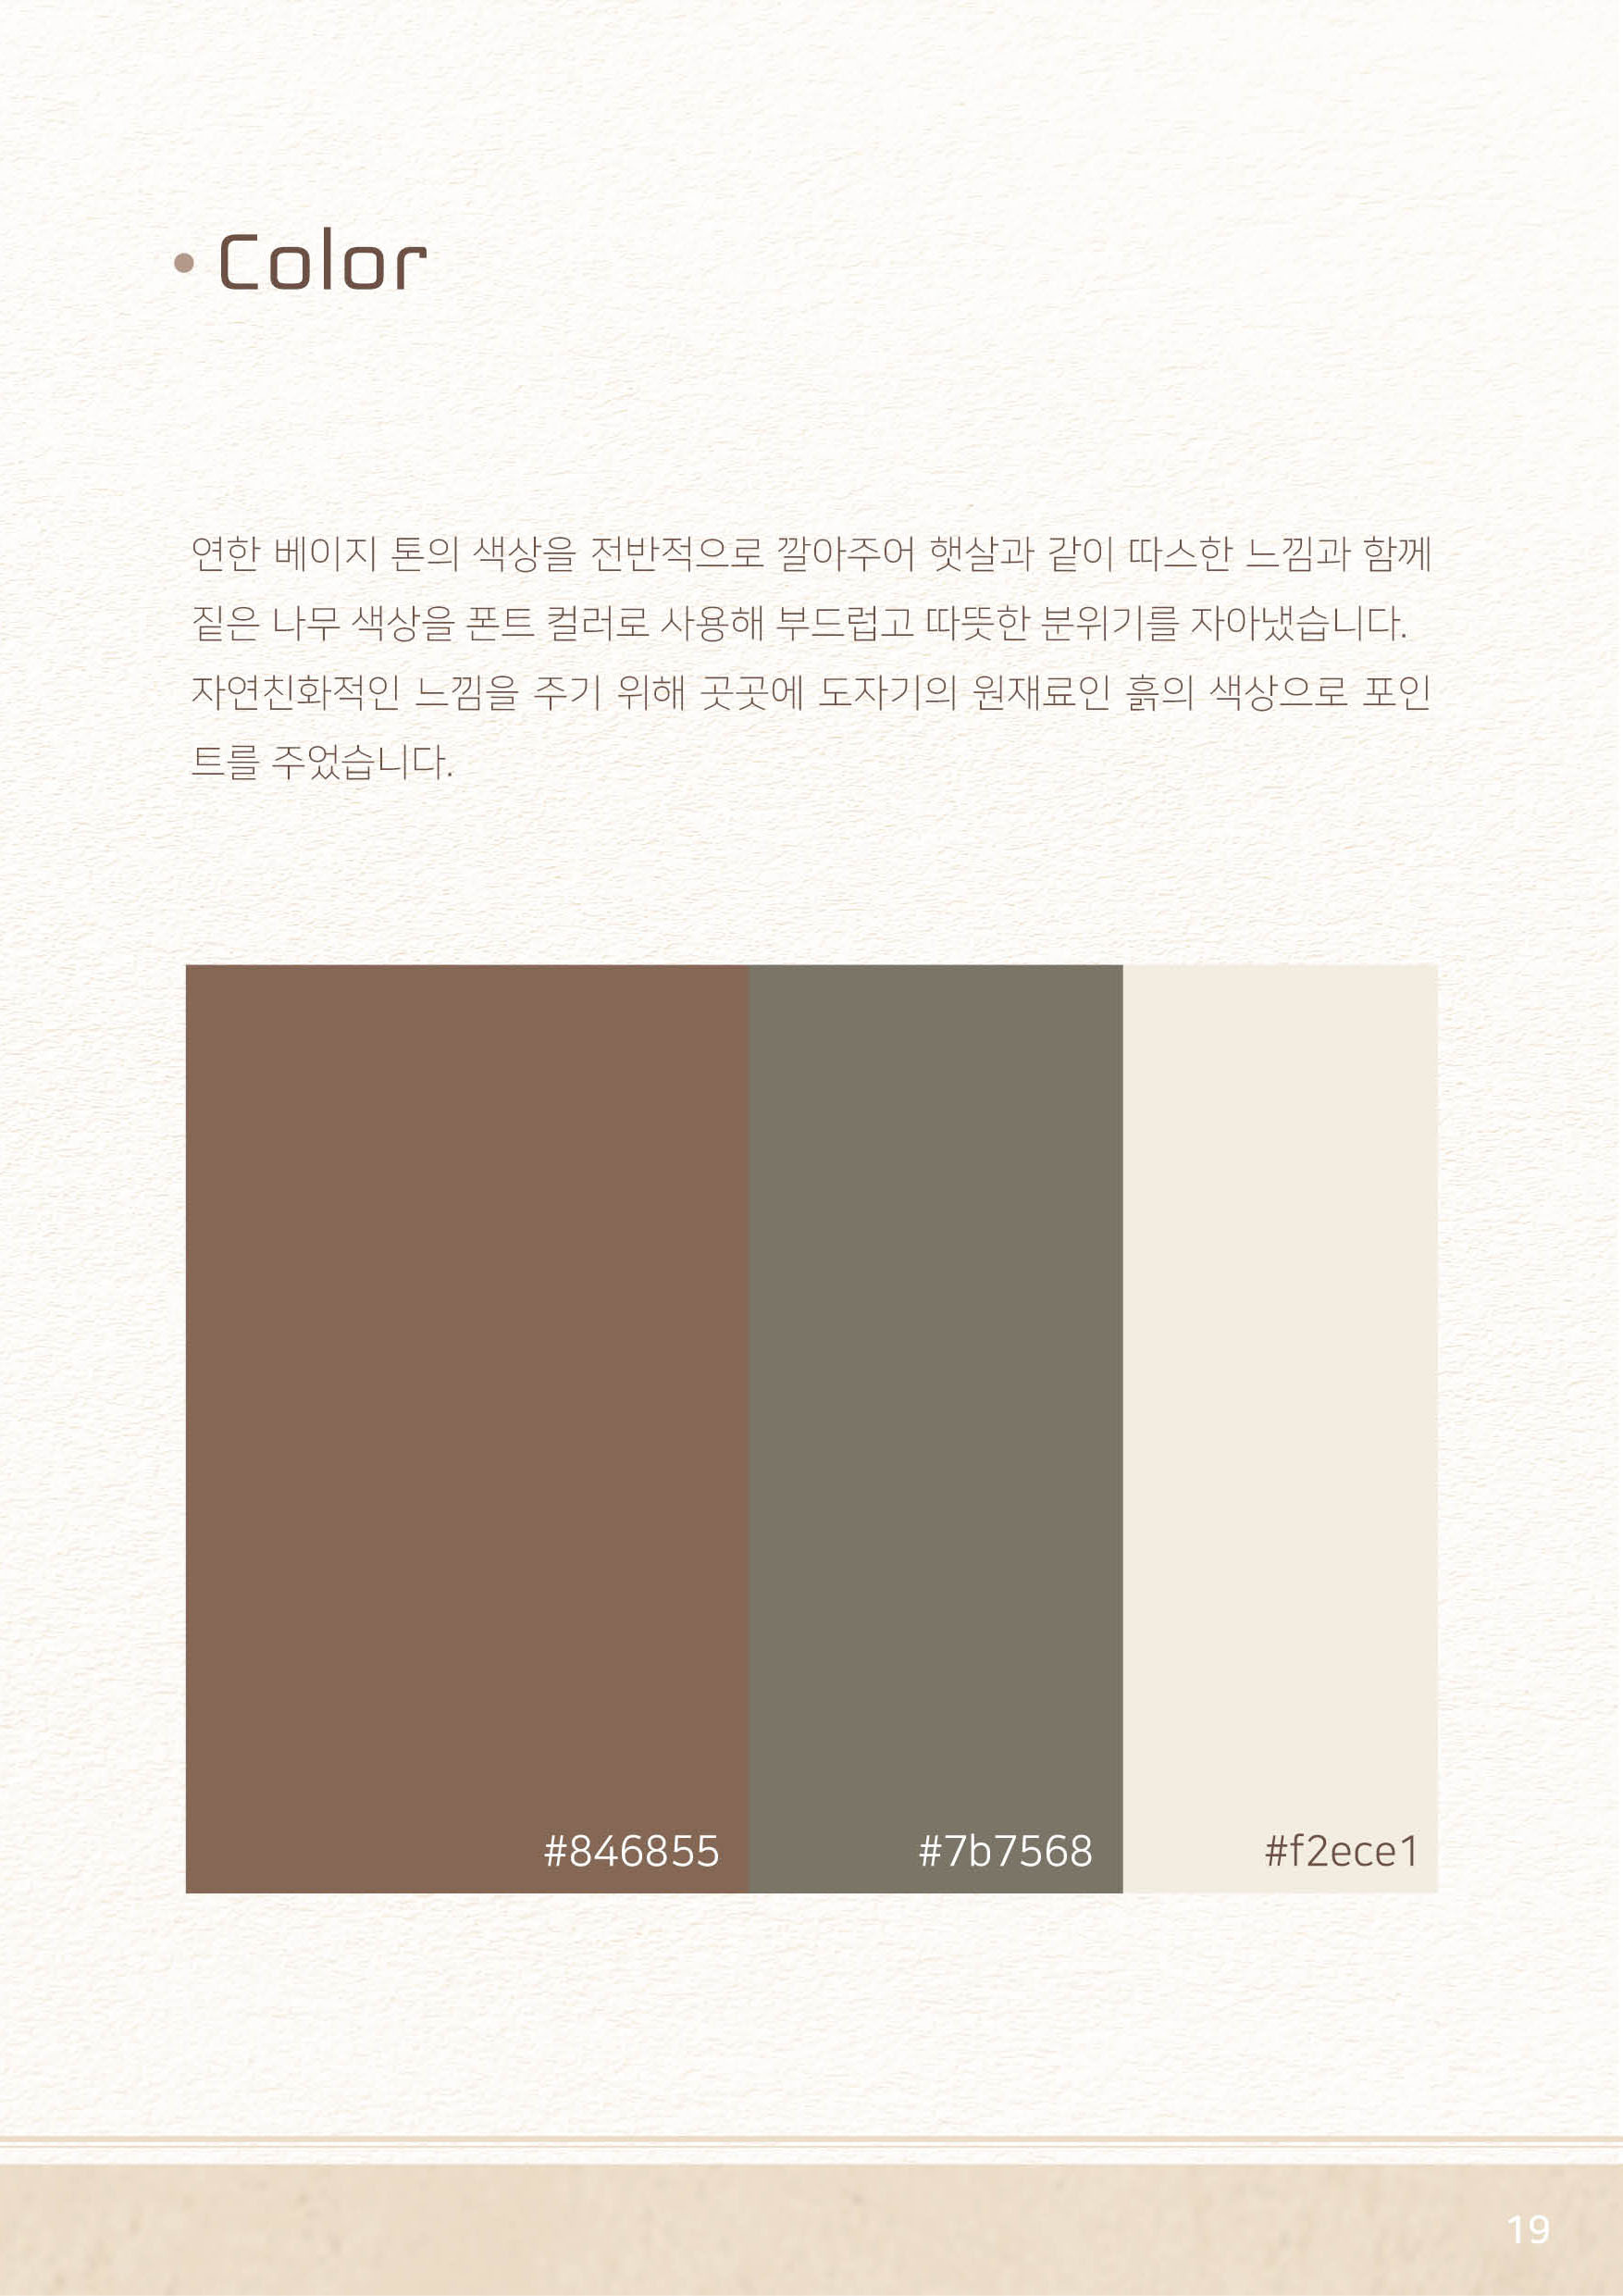 Color
연한 베이지 톤의 색상을 전반적으로 깔아주어 햇살과 같이 따스한 느낌과 함께
짙은 나무 색상을 폰트 컬러로 사용해 부드럽고 따뜻한 분위기를 자아냈습니다.
자연친화적인 느낌을 주기 위해 곳곳에 도자기의 원재료인 흙의 색상으로 포인
트를 주었습니다.
#846855
#7b7568
#f2ece1
19